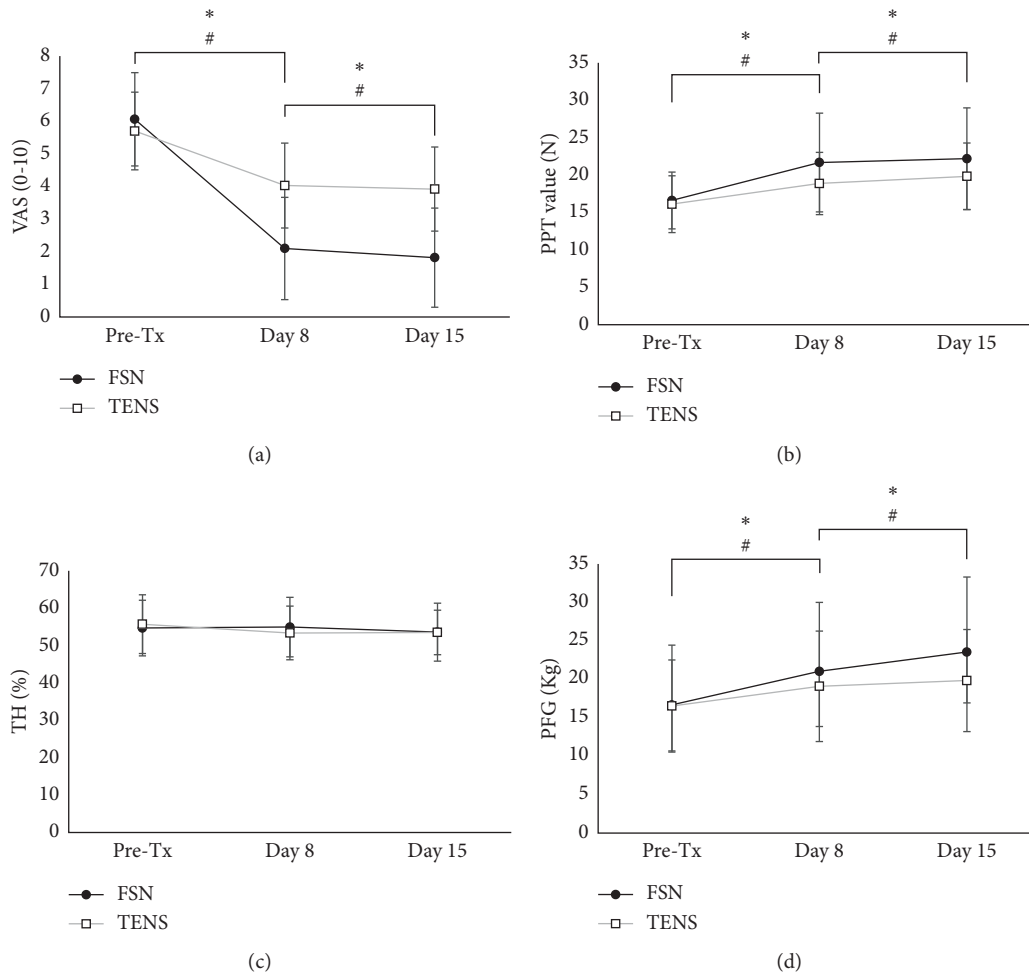 *
#
*
#
8
7
6
5
4
3
2
1
0
VAS (0-10)
Pre-Tx Day 8 Day 15
FSN
TENS
(a)
*
#
*
#
35
30
25
20
15
10
5
0
PPT value (N)
Pre-Tx Day 8 Day 15
FSN
TENS
(b)
70
60
50
40
30
20
10
0
TH (%)
Pre-Tx Day 8 Day 15
FSN
TENS
(c)
*
#
*
#
35
30
25
20
15
10
5
0
PFG (Kg)
Pre-Tx Day 8 Day 15
FSN
TENS
(d)